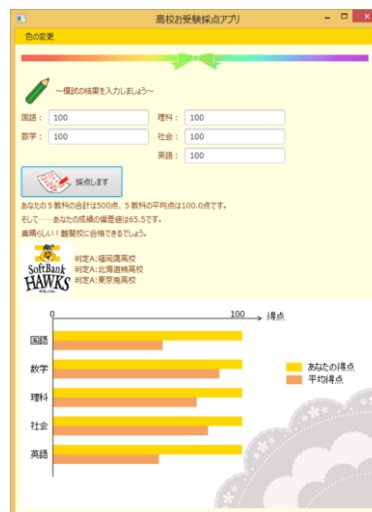 高校お受験採点アプリ
色の変更
～模試の結果を入力しましょう～
国語： 100 理科： 100
数学： 100 社会： 100
英語： 100
採点します
あなたの５教科の合計は500点、５教科の平均点は100.0点です。
そして……あなたの成績の偏差値は65.5です。
素晴らしい！難関校に合格できるでしょう。
SoftBank
HAWKS
判定A:福岡鷹高校
判定A:北海道熊高校
判定A:東京兎高校
0 100 得点
国語
数学
理科
社会
英語
あなたの得点
平均得点